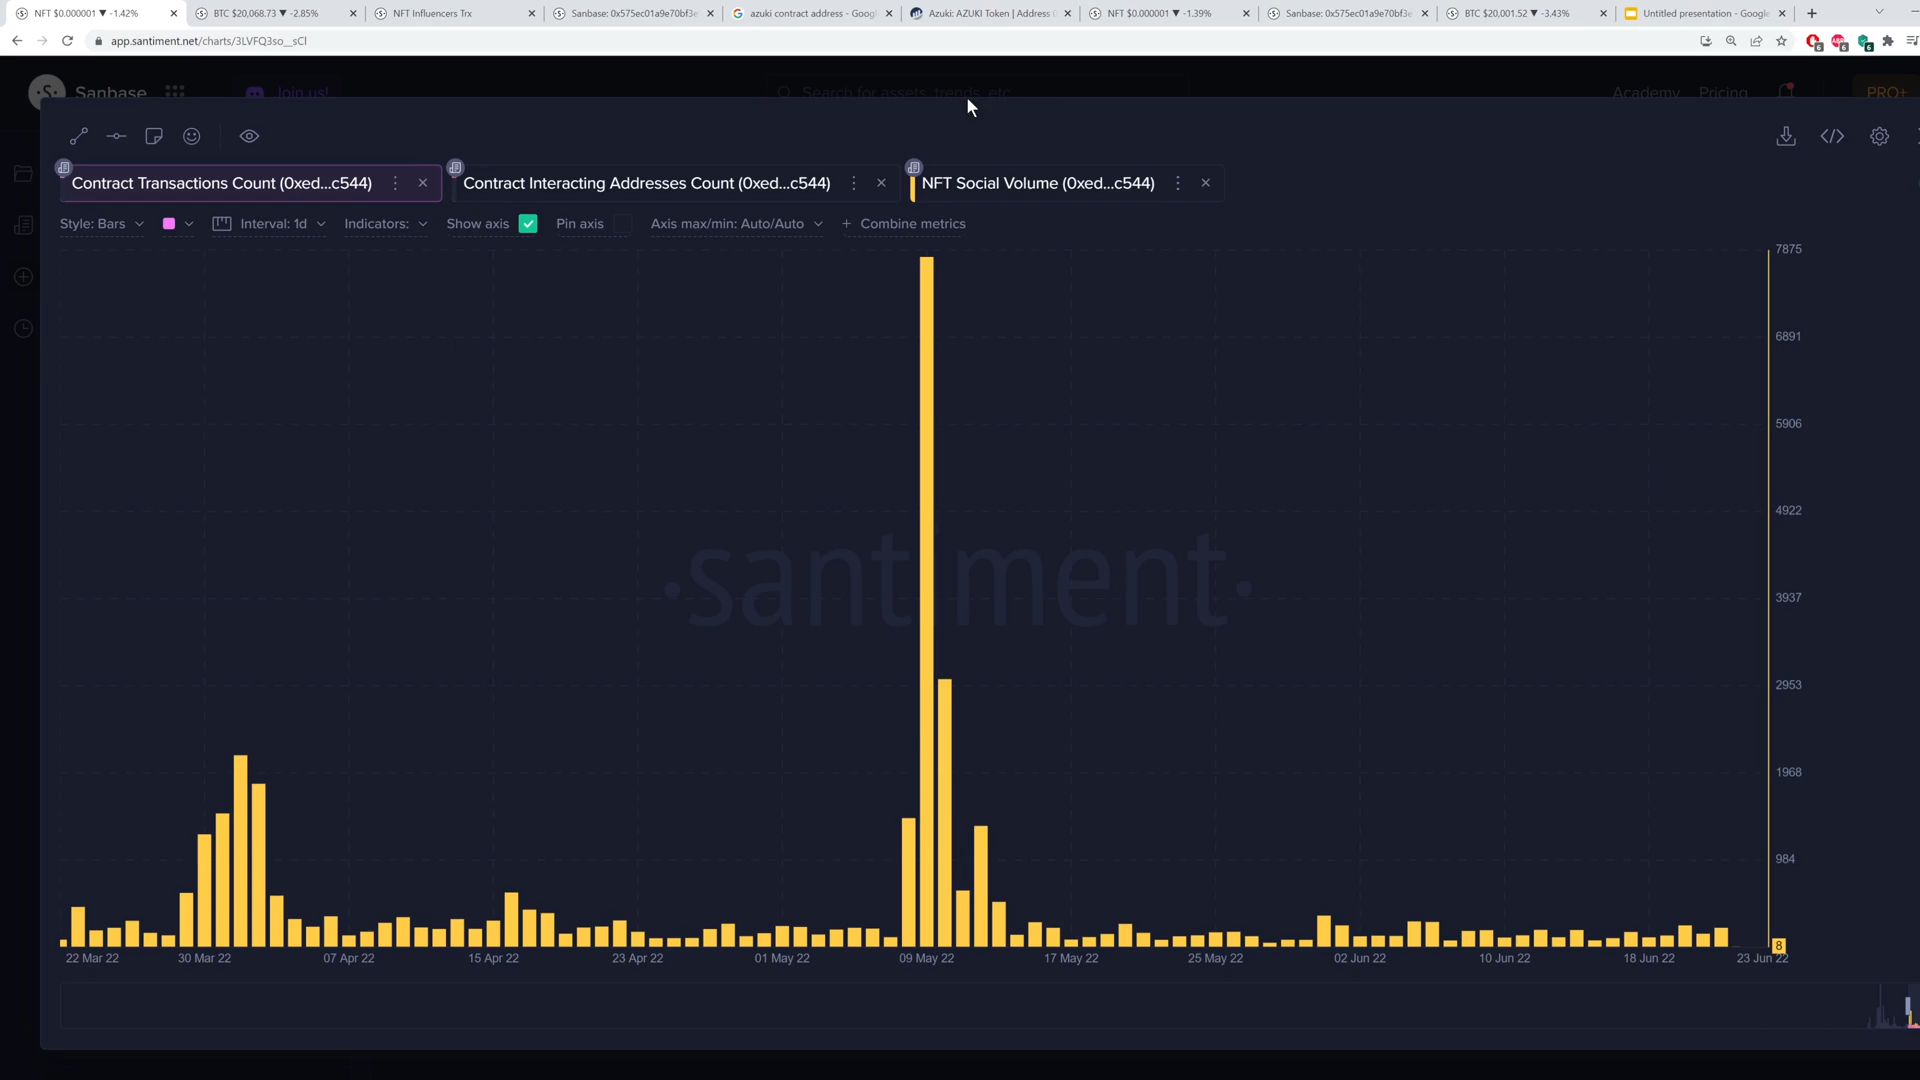 NFT $0.000001 ▼ -1.42%
BTC $20,068.73 ▼ -2.85%
NFT Influencers Trx
Sanbase: 0x575ec01a9e70bf3e
azuki contract address - Googl
Azuki: AZUKI Token | Address
NFT $0.000001 ▼ -1.39%
Sanbase: 0x575ec01a9e70bf3e
BTC $20,001.52 ▼ -3.43%
Untitled presentation - Google
app.santiment.net/charts/3LVFQ3so__sCl
6
6
6
Sanbase
Join us!
Search for assets, trends, etc
Academy
Pricing
PRO+
Contract Transactions Count (0xed...c544)
Contract Interacting Addresses Count (0xed...c544)
NFT Social Volume (0xed...c544)
Style: Bars
Interval: 1d
Indicators:
Show axis
Pin axis
Axis max/min: Auto/Auto
+ Combine metrics
7875
6891
5906
4922
3937
2953
1968
984
8
·santiment·
22 Mar 22
30 Mar 22
07 Apr 22
15 Apr 22
23 Apr 22
01 May 22
09 May 22
17 May 22
25 May 22
02 Jun 22
10 Jun 22
18 Jun 22
23 Jun 22